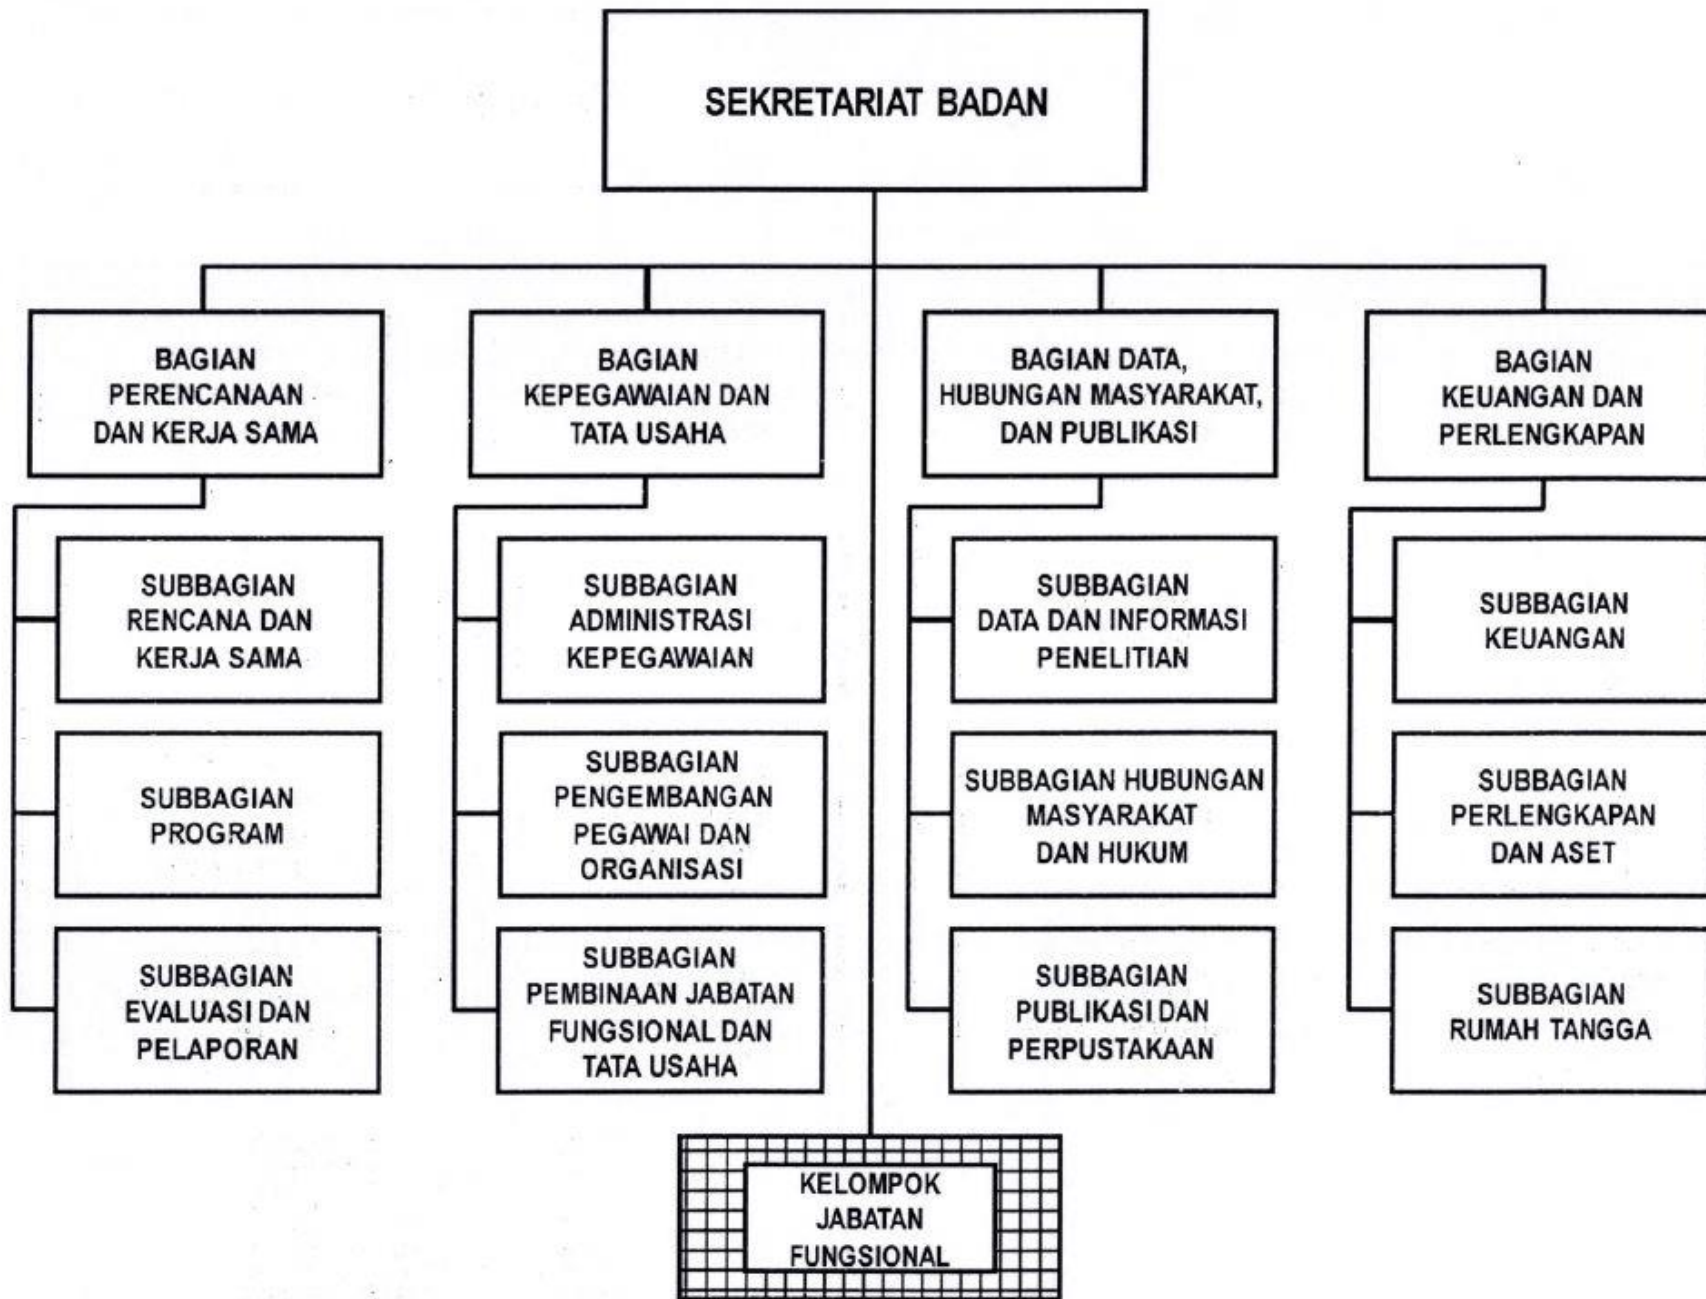 SEKRETARIAT BADAN
BAGIAN
PERENCANAAN
DAN KERJA SAMA
BAGIAN
KEPEGAWAIAN DAN
TATA USAHA
BAGIAN DATA,
HUBUNGAN MASYARAKAT,
DAN PUBLIKASI
BAGIAN
KEUANGAN DAN
PERLENGKAPAN
SUBBAGIAN
RENCANA DAN
KERJA SAMA
SUBBAGIAN
ADMINISTRASI
KEPEGAWAIAN
SUBBAGIAN
DATA DAN INFORMASI
PENELITIAN
SUBBAGIAN
KEUANGAN
SUBBAGIAN
PROGRAM
SUBBAGIAN
PENGEMBANGAN
PEGAWAI DAN
ORGANISASI
SUBBAGIAN HUBUNGAN
MASYARAKAT
DAN HUKUM
SUBBAGIAN
PERLENGKAPAN
DAN ASET
SUBBAGIAN
EVALUASI DAN
PELAPORAN
SUBBAGIAN
PEMBINAAN JABATAN
FUNGSIONAL DAN
TATA USAHA
SUBBAGIAN
PUBLIKASI DAN
PERPUSTAKAAN
SUBBAGIAN
RUMAH TANGGA
KELOMPOK
JABATAN
FUNGSIONAL